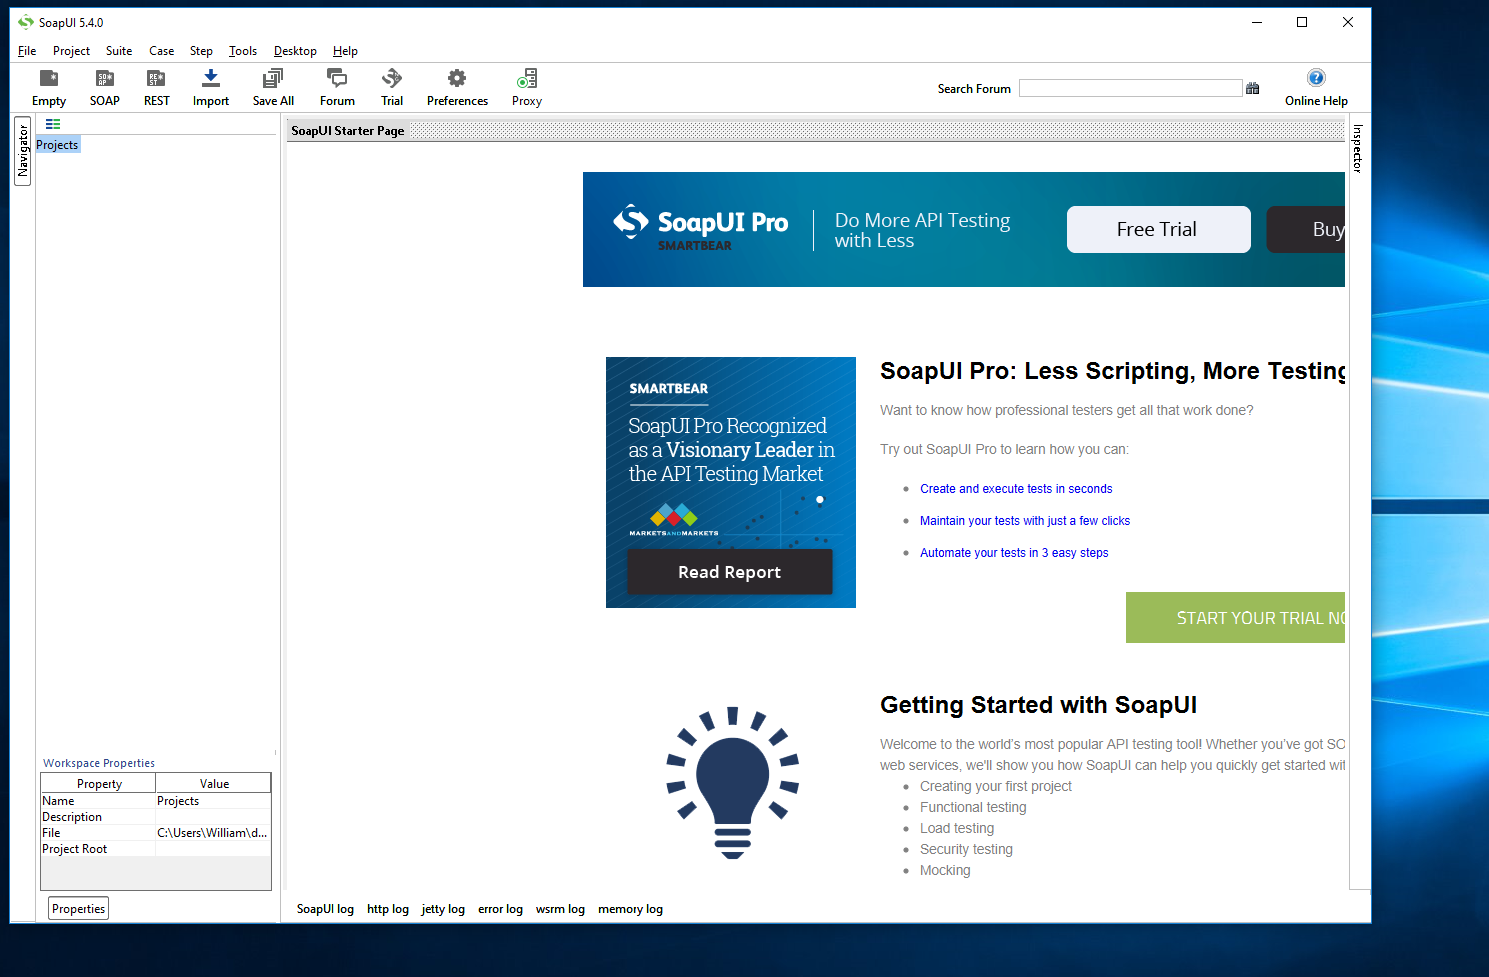 SoapUI 5.4.0
File Project Suite Case Step Tools Desktop Help
SO AP
RE ST
Empty SOAP REST Import Save All Forum Trial Preferences Proxy
Search Forum
Online Help
Navigator
Projects
SoapUI Starter Page
Inspector
SoapUI Pro
SMARTBEAR
Do More API Testing
with Less
Free Trial
Buy
SMARTBEAR
SoapUI Pro Recognized
as a Visionary Leader in
the API Testing Market
MARKETSANDMARKETS
Read Report
SoapUI Pro: Less Scripting, More Testing
Want to know how professional testers get all that work done?
Try out SoapUI Pro to learn how you can:
Create and execute tests in seconds
Maintain your tests with just a few clicks
Automate your tests in 3 easy steps
START YOUR TRIAL NO
Getting Started with SoapUI
Welcome to the world's most popular API testing tool! Whether you've got SO
web services, we'll show you how SoapUI can help you quickly get started wit
Creating your first project
Functional testing
Load testing
Security testing
Mocking
Workspace Properties
Property Value
Name Projects
Description
File C:\Users\William\d...
Project Root
Properties
SoapUI log http log jetty log error log wsrm log memory log